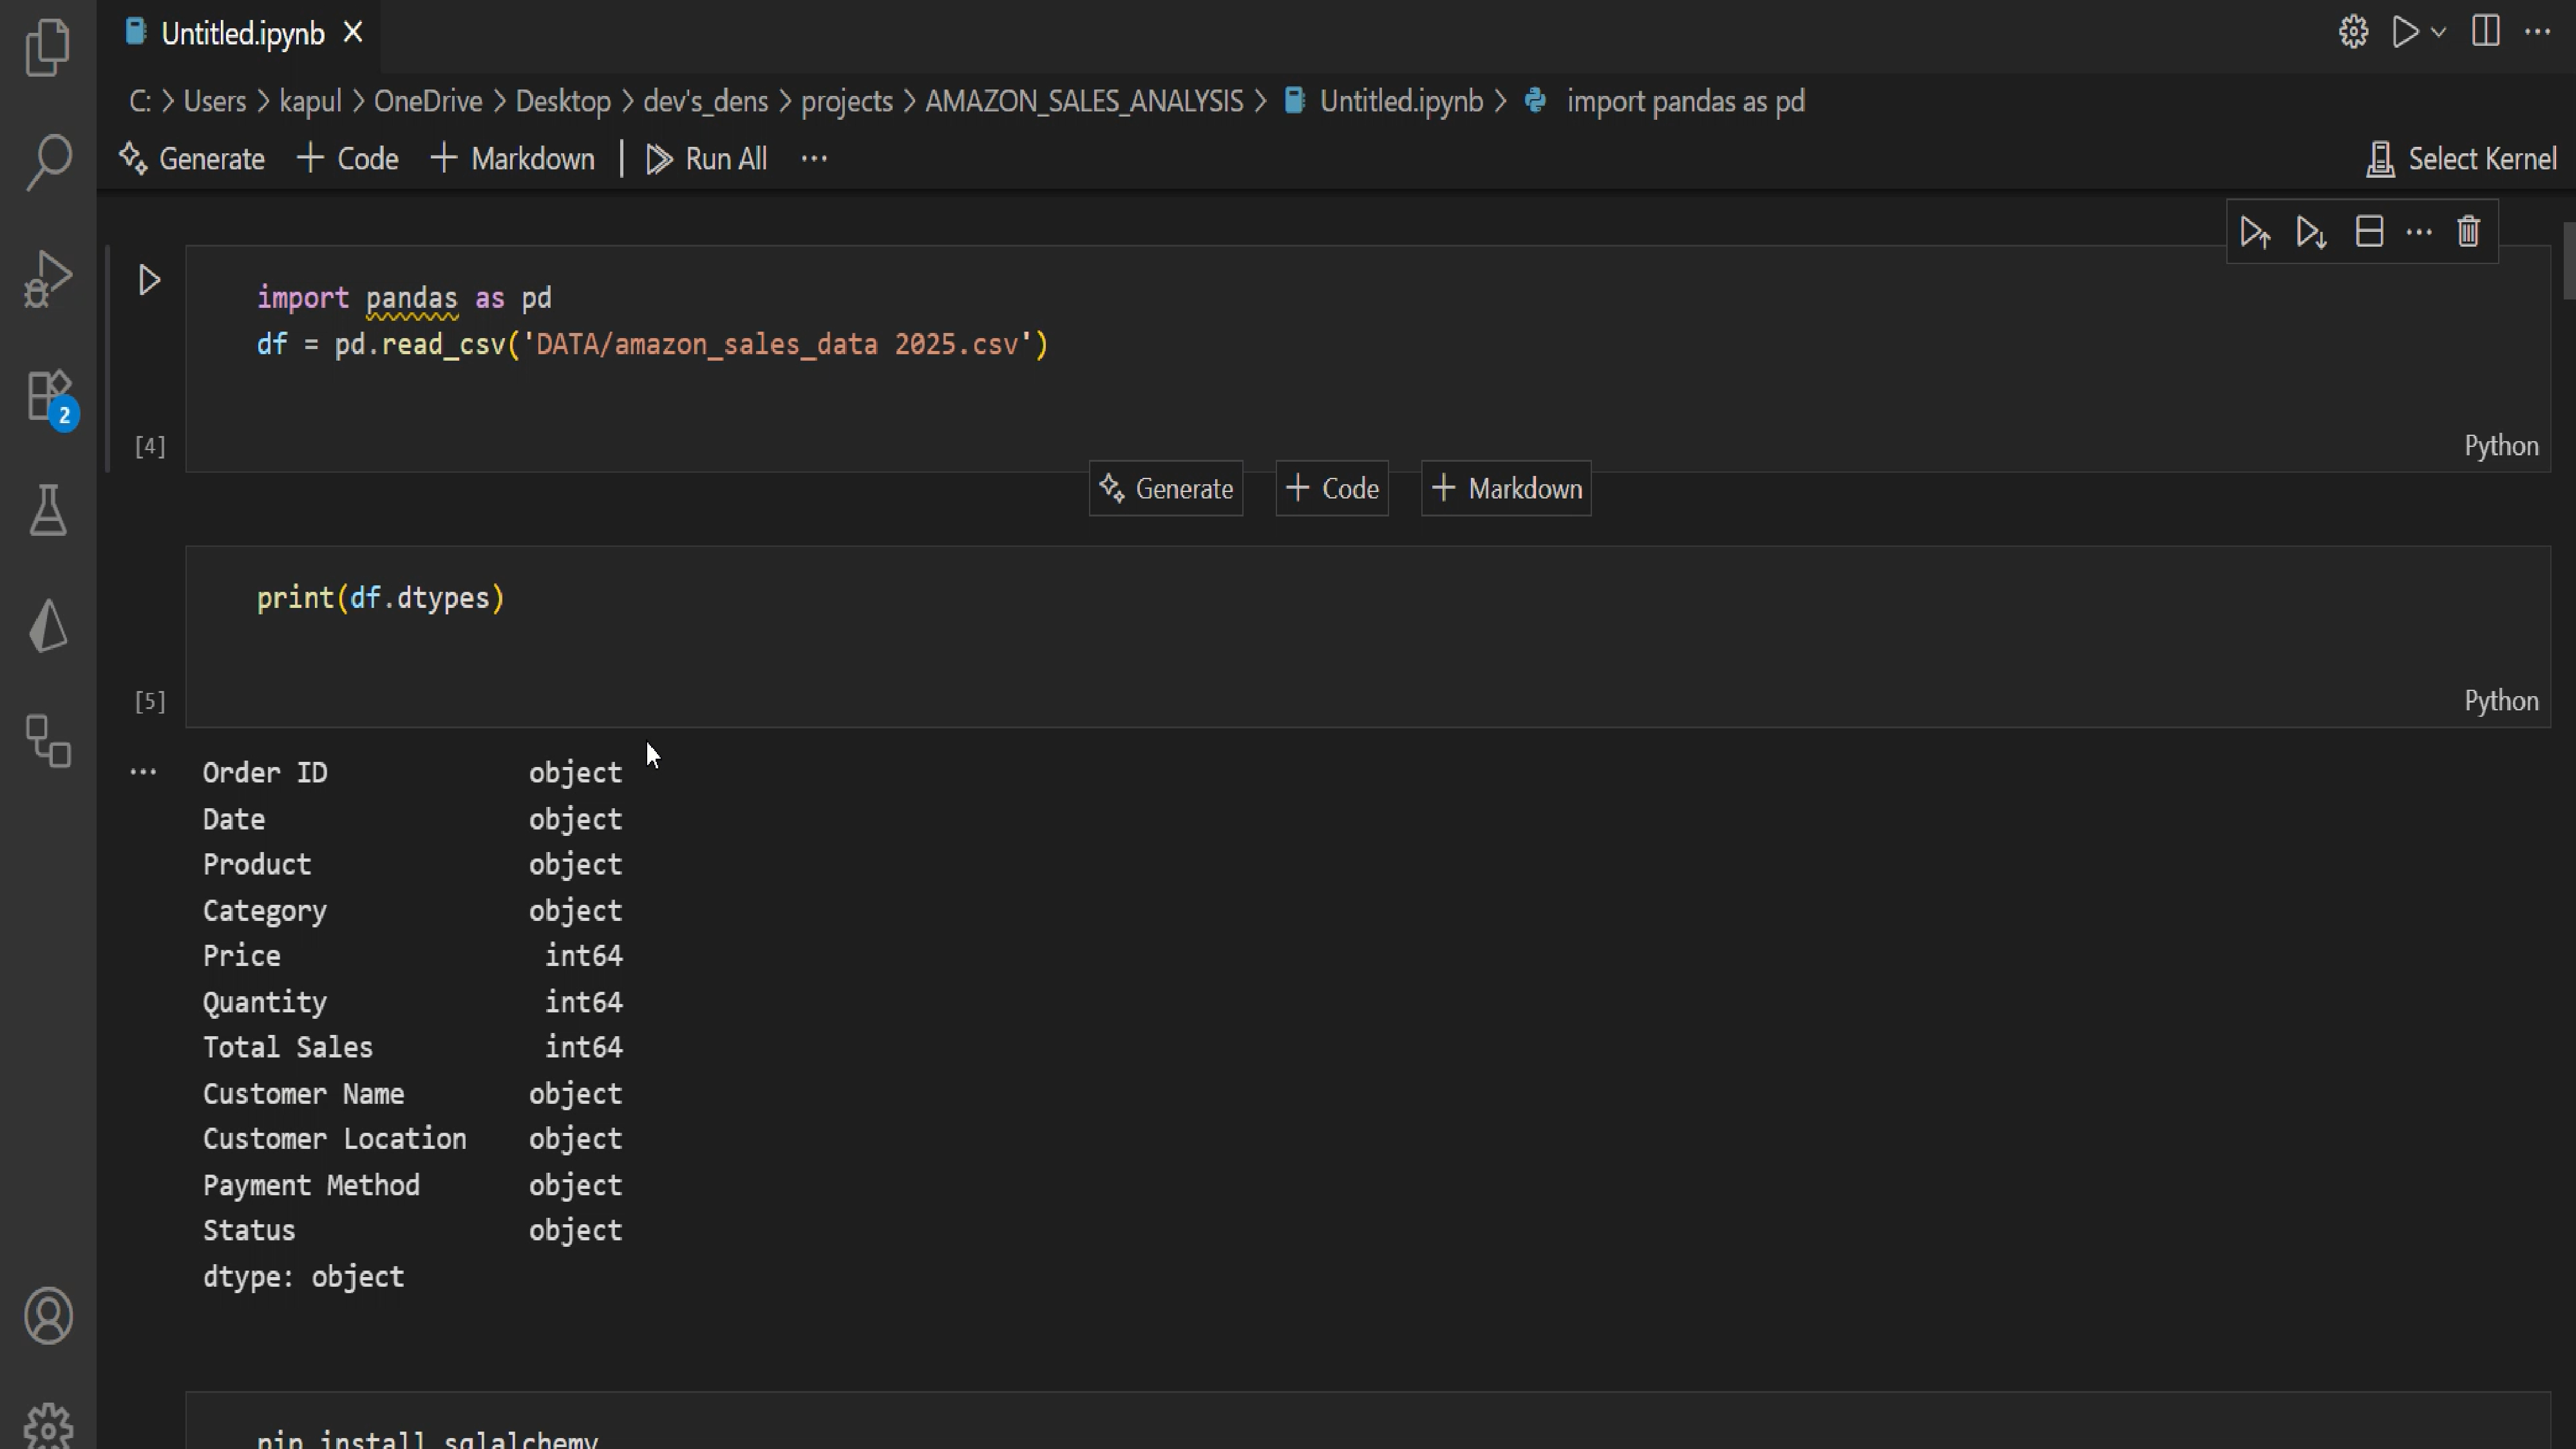 Untitled.ipynb
C: > Users > kapul > OneDrive > Desktop > dev's_dens > projects > AMAZON_SALES_ANALYSIS > Untitled.ipynb > import pandas as pd
Generate + Code + Markdown | Run All ...
Select Kernel
import pandas as pd
df = pd.read_csv('DATA/amazon_sales_data 2025.csv')
2
[4]
Python
Generate + Code + Markdown
print(df.dtypes)
[5]
Python
... Order ID object
Date object
Product object
Category object
Price int64
Quantity int64
Total Sales int64
Customer Name object
Customer Location object
Payment Method object
Status object
dtype: object
pip install sqlalchemy